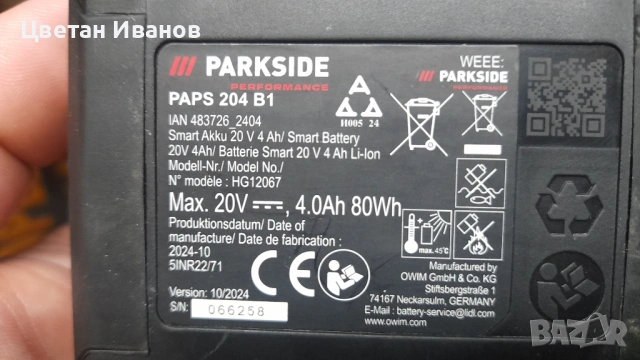 Цветан Иванов
PARKSIDE
PERFORMANCE
PAPS 204 B1
IAN 483726_2404
Smart Akku 20 V 4 Ah/ Smart Battery
20V 4Ah/ Batterie Smart 20 V 4 Ah Li-Ion
Modell-Nr./ Model No./
N° modèle : HG12067
Max. 20V , 4.0Ah 80Wh
Produktionsdatum/ Date of
manufacture/ Date de fabrication :
2024-10
5INR22/71
Version: 10/2024
S/N: 066258
A
H005 24
CE
WEEE:
PARKSIDE
PERFORMANCE
max. 45°C
Manufactured by
OWIM GmbH & Co. KG
Stiftsbergstraße 1
74167 Neckarsulm, GERMANY
E-Mail : battery-service@lidl.com
www.owim.com
bazar